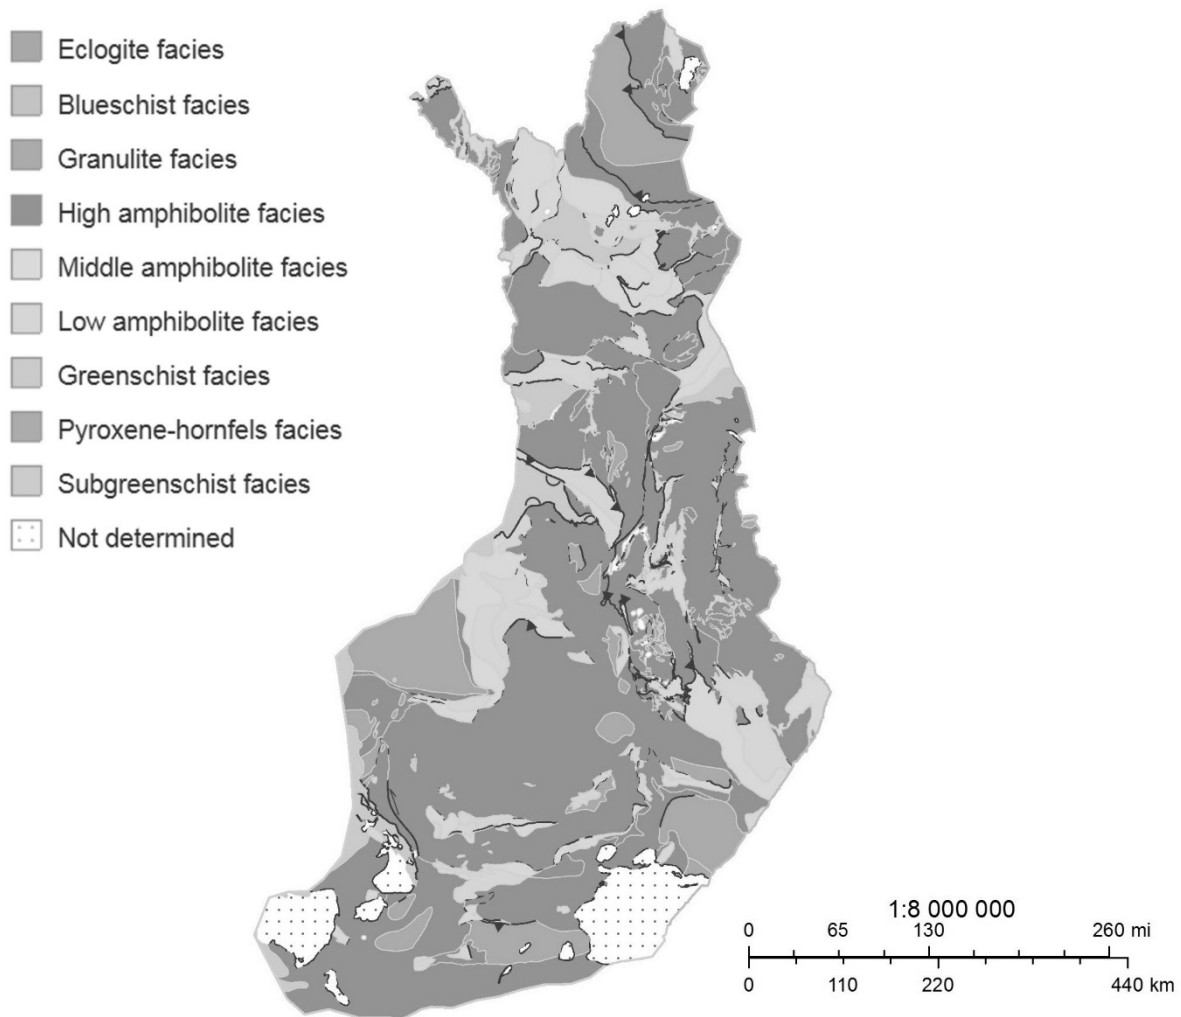 Eclogite facies
Blueschist facies
Granulite facies
High amphibolite facies
Middle amphibolite facies
Low amphibolite facies
Greenschist facies
Pyroxene-hornfels facies
Subgreenschist facies
Not determined
1:8 000 000
0 65 130 260 mi
0 110 220 440 km